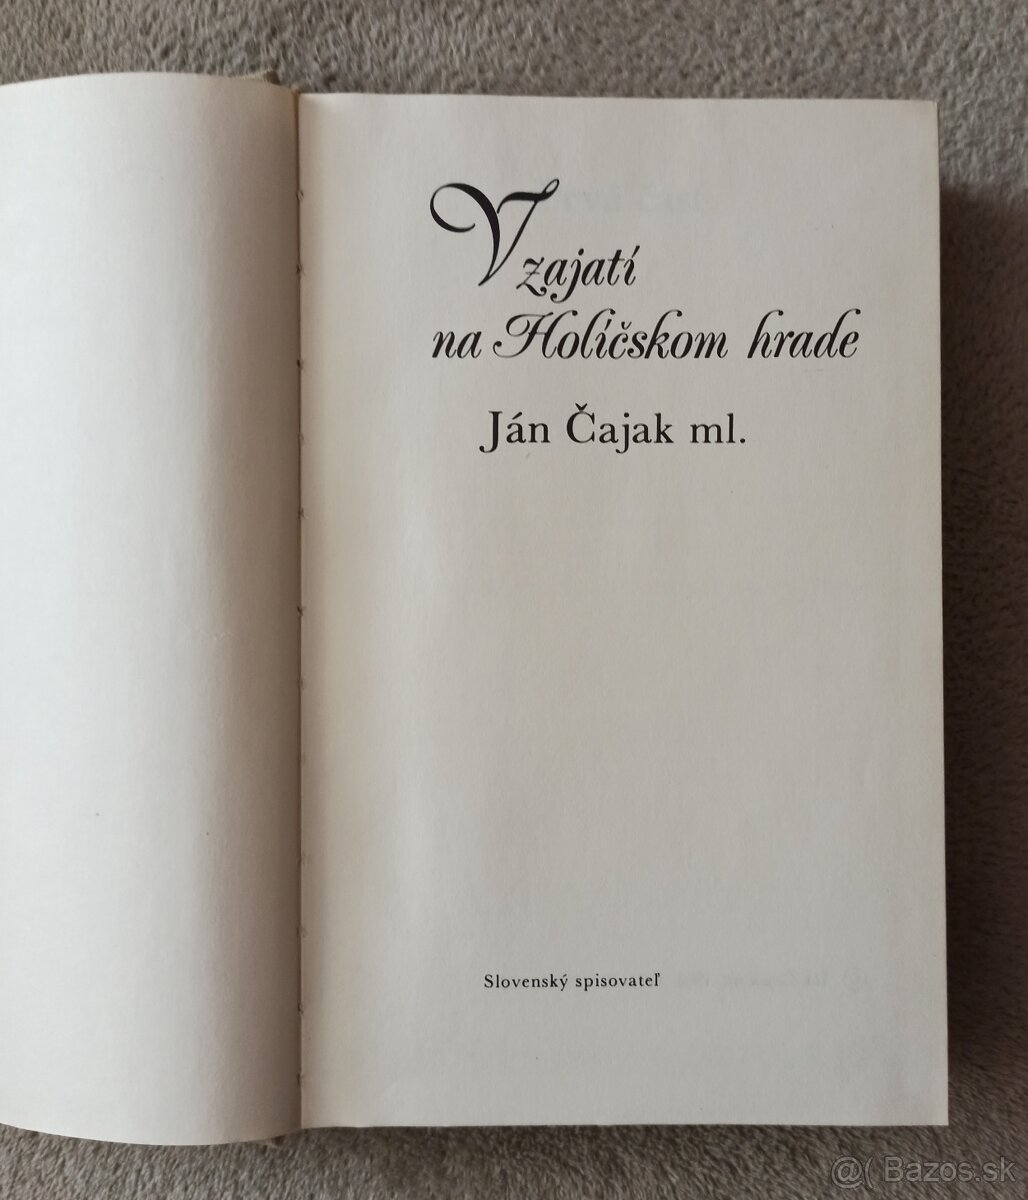 V zajatí
na Holíčskom hrade
Ján Čajak ml.
Slovenský spisovateľ
@( Bazos.sk